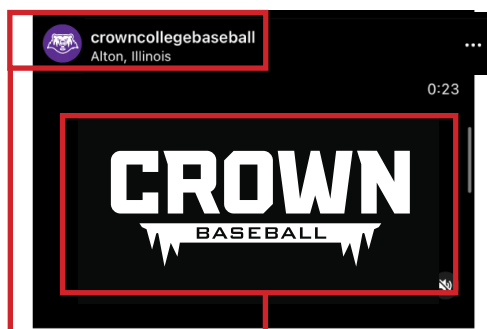 crowncollegebaseball
Alton, Illinois
0:23
CROWN
BASEBALL